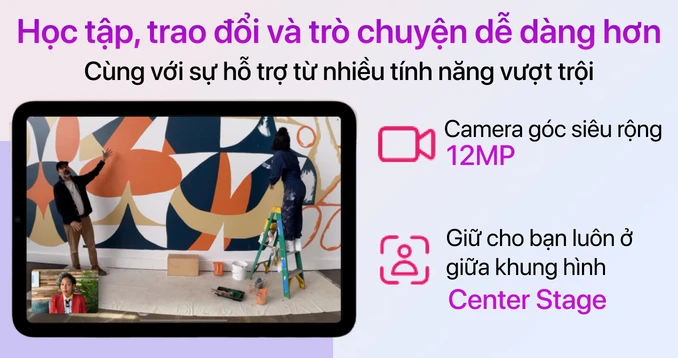 Học tập, trao đổi và trò chuyện dễ dàng hơn
Cùng với sự hỗ trợ từ nhiều tính năng vượt trội
Camera góc siêu rộng
12MP
Giữ cho bạn luôn ở
giữa khung hình
Center Stage